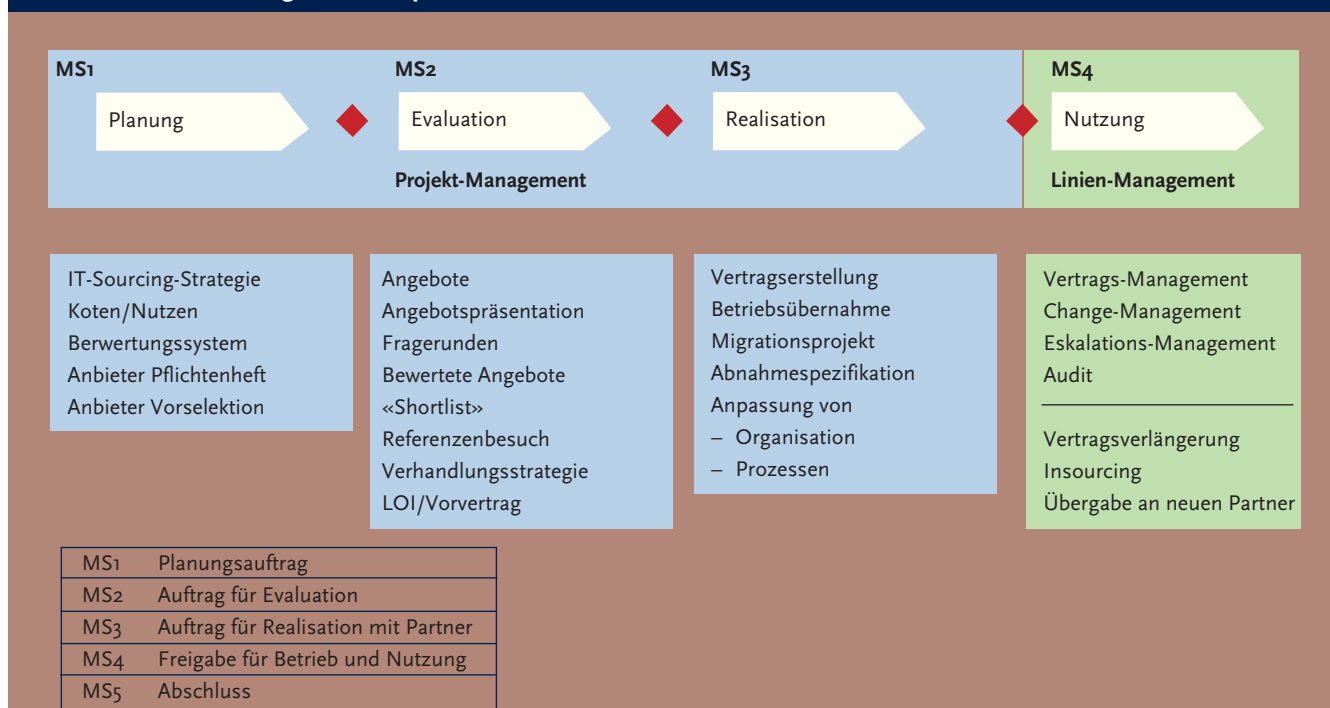 MS1
MS2
MS3
MS4
Planung
Evaluation
Realisation
Nutzung
Projekt-Management
Linien-Management
IT-Sourcing-Strategie
Koten/Nutzen
Berwertungssystem
Anbieter Pflichtenheft
Anbieter Vorselektion
Angebote
Angebotspräsentation
Fragerunden
Bewertete Angebote
«Shortlist»
Referenzenbesuch
Verhandlungsstrategie
LOI/Vorvertrag
Vertragserstellung
Betriebsübernahme
Migrationsprojekt
Abnahmespezifikation
Anpassung von
– Organisation
– Prozessen
Vertrags-Management
Change-Management
Eskalations-Management
Audit
Vertragsverlängerung
Insourcing
Übergabe an neuen Partner
MS1 Planungsauftrag
MS2 Auftrag für Evaluation
MS3 Auftrag für Realisation mit Partner
MS4 Freigabe für Betrieb und Nutzung
MS5 Abschluss